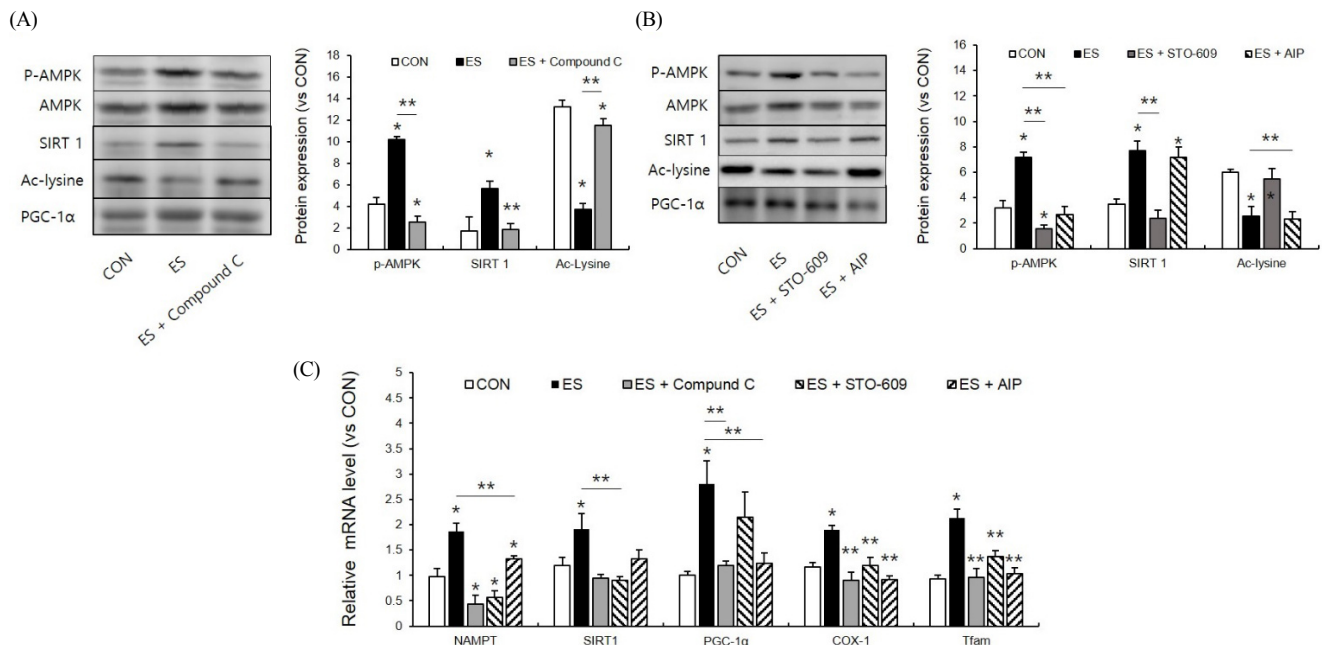 (A)
P-AMPK
AMPK
SIRT 1
Ac-lysine
PGC-1α
CON
ES
ES + Compound C
Protein expression (vs CON)
18
16
14
12
10
8
6
4
2
0
CON ES ES + Compound C
* ** *
* **
* ** *
p-AMPK SIRT 1 Ac-Lysine
(B)
P-AMPK
AMPK
SIRT 1
Ac-lysine
PGC-1α
CON
ES
ES + STO-609
ES + AIP
Protein expression (vs CON)
16
14
12
10
8
6
4
2
0
CON ES ES + STO-609 ES + AIP
** ** * *
** * *
** * *
p-AMPK SIRT 1 Ac-lysine
(C)
Relative mRNA level (vs CON)
5
4.5
4
3.5
3
2.5
2
1.5
1
0.5
0
CON ES ES + Compund C ES + STO-609 ES + AIP
** * * * *
** *
** ** *
* ** ** **
* ** ** **
NAMPT SIRT1 PGC-1α COX-1 Tfam